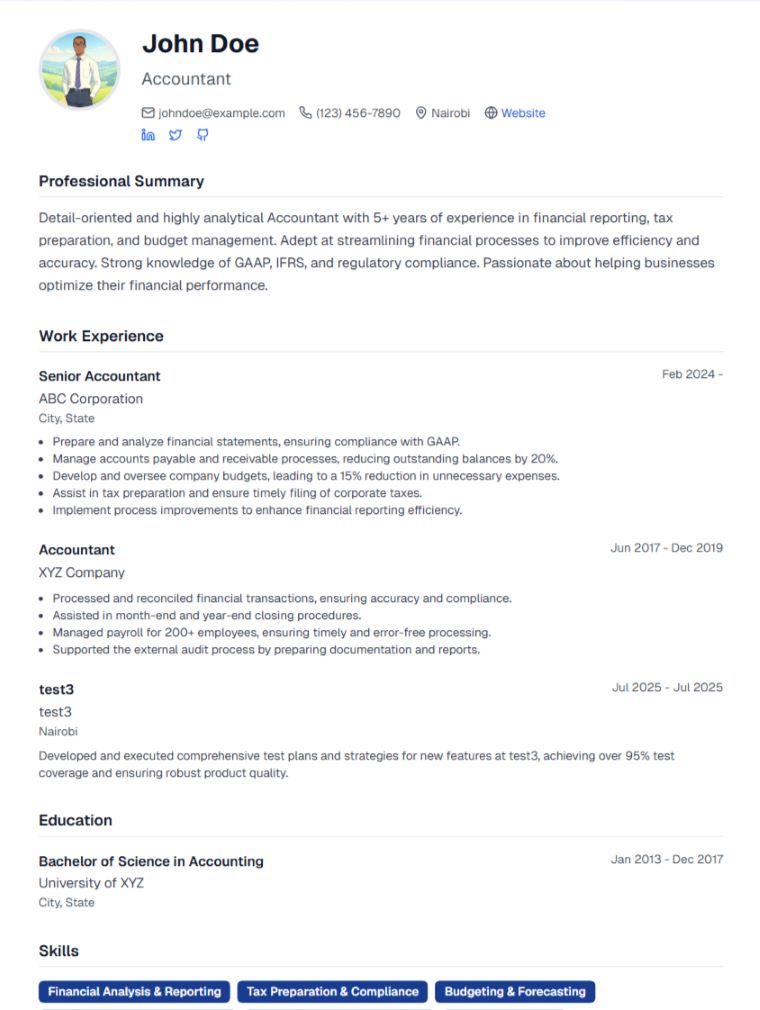 John Doe
Accountant
johndoe@example.com (123) 456-7890 Nairobi Website
Professional Summary
Detail-oriented and highly analytical Accountant with 5+ years of experience in financial reporting, tax
preparation, and budget management. Adept at streamlining financial processes to improve efficiency and
accuracy. Strong knowledge of GAAP, IFRS, and regulatory compliance. Passionate about helping businesses
optimize their financial performance.
Work Experience
Senior Accountant Feb 2024 -
ABC Corporation
City, State
• Prepare and analyze financial statements, ensuring compliance with GAAP.
• Manage accounts payable and receivable processes, reducing outstanding balances by 20%.
• Develop and oversee company budgets, leading to a 15% reduction in unnecessary expenses.
• Assist in tax preparation and ensure timely filing of corporate taxes.
• Implement process improvements to enhance financial reporting efficiency.
Accountant Jun 2017 - Dec 2019
XYZ Company
• Processed and reconciled financial transactions, ensuring accuracy and compliance.
• Assisted in month-end and year-end closing procedures.
• Managed payroll for 200+ employees, ensuring timely and error-free processing.
• Supported the external audit process by preparing documentation and reports.
test3 Jul 2025 - Jul 2025
test3
Nairobi
Developed and executed comprehensive test plans and strategies for new features at test3, achieving over 95% test
coverage and ensuring robust product quality.
Education
Bachelor of Science in Accounting Jan 2013 - Dec 2017
University of XYZ
City, State
Skills
Financial Analysis & Reporting Tax Preparation & Compliance Budgeting & Forecasting